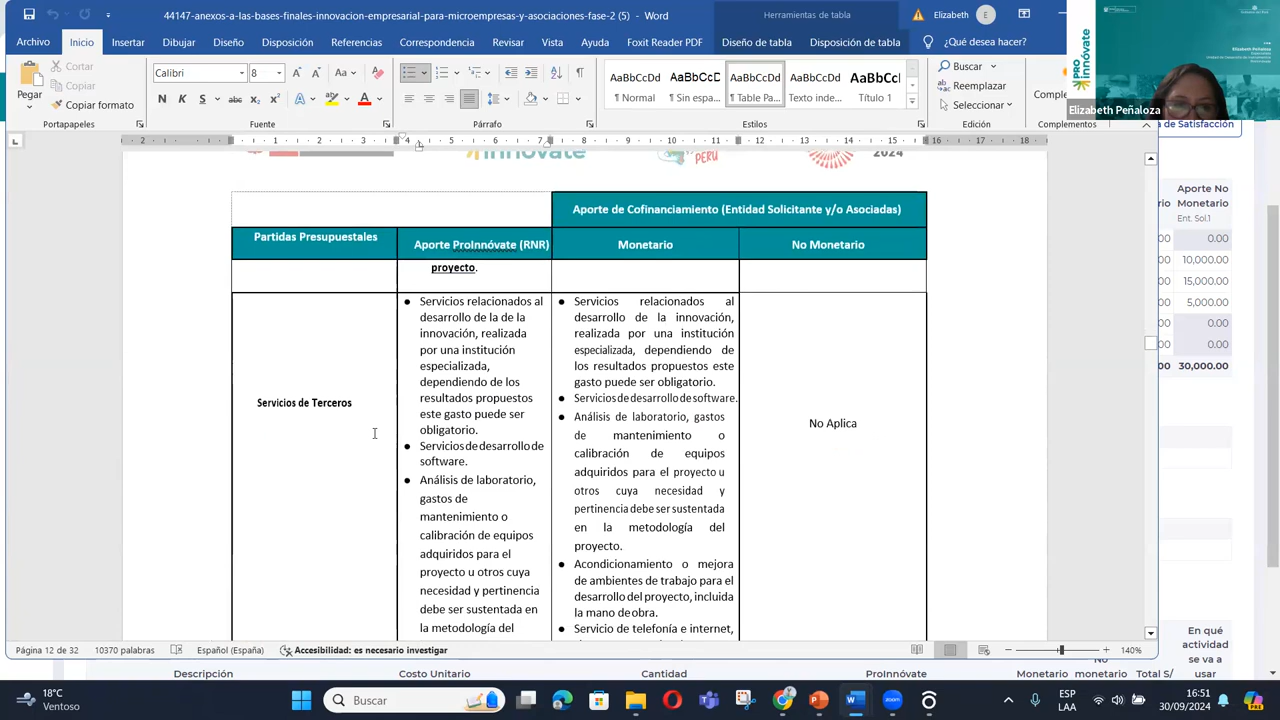 44147-anexos-a-las-bases-finales-innovacion-empresarial-para-microempresas-y-asociaciones-fase-2 (5) - Word
Herramientas de tabla
Elizabeth E
Archivo Inicio Insertar Dibujar Diseño Disposición Referencias Correspondencia Revisar Vista Ayuda Foxit Reader PDF Diseño de tabla Disposición de tabla ¿Qué desea hacer?
Pegar
Cortar
Copiar
Copiar formato
Portapapeles
Calibri 8
Fuente
Párrafo
AaBbCcDd AaBbCcDd AaBbCcDd AaBbCcDd AaBbC
¶ Normal ¶ Sin espa... ¶ Table Pa... Texto inde... Título 1
Estilos
Buscar
Reemplazar
Seleccionar
Edición
Complementos
PRO innóvate
Elizabeth Peñaloza
a de Satisfacción
innóvate
PERÚ
2024
Aporte de Cofinanciamiento (Entidad Solicitante y/o Asociadas)
Partidas Presupuestales
Aporte ProInnóvate (RNR)
Monetario
No Monetario
proyecto.
Servicios de Terceros
● Servicios relacionados al
desarrollo de la de la
innovación, realizada
por una institución
especializada,
dependiendo de los
resultados propuestos
este gasto puede ser
obligatorio.
● Servicios de desarrollo de
software.
● Análisis de laboratorio,
gastos de
mantenimiento o
calibración de equipos
adquiridos para el
proyecto u otros cuya
necesidad y pertinencia
debe ser sustentada en
la metodología del
● Servicios relacionados al
desarrollo de la innovación,
realizada por una institución
especializada, dependiendo de
los resultados propuestos este
gasto puede ser obligatorio.
● Servicios de desarrollo de software.
● Análisis de laboratorio, gastos
de mantenimiento o
calibración de equipos
adquiridos para el proyecto u
otros cuya necesidad y
pertinencia debe ser sustentada
en la metodología del
proyecto.
● Acondicionamiento o mejora
de ambientes de trabajo para el
desarrollo del proyecto, incluida
la mano de obra.
● Servicio de telefonía e internet,
No Aplica
Aporte No
Monetario
Ent. Sol.1
0.00
10,000.00
15,000.00
5,000.00
0.00
0.00
30,000.00
En qué
actividad
se va a
usar
Página 12 de 32 10370 palabras Español (España) Accesibilidad: es necesario investigar 140%
Descripción Costo Unitario Cantidad ProInnóvate Monetario No monetario Total S/
18°C
Ventoso
Buscar
ESP
LAA
16:51
30/09/2024